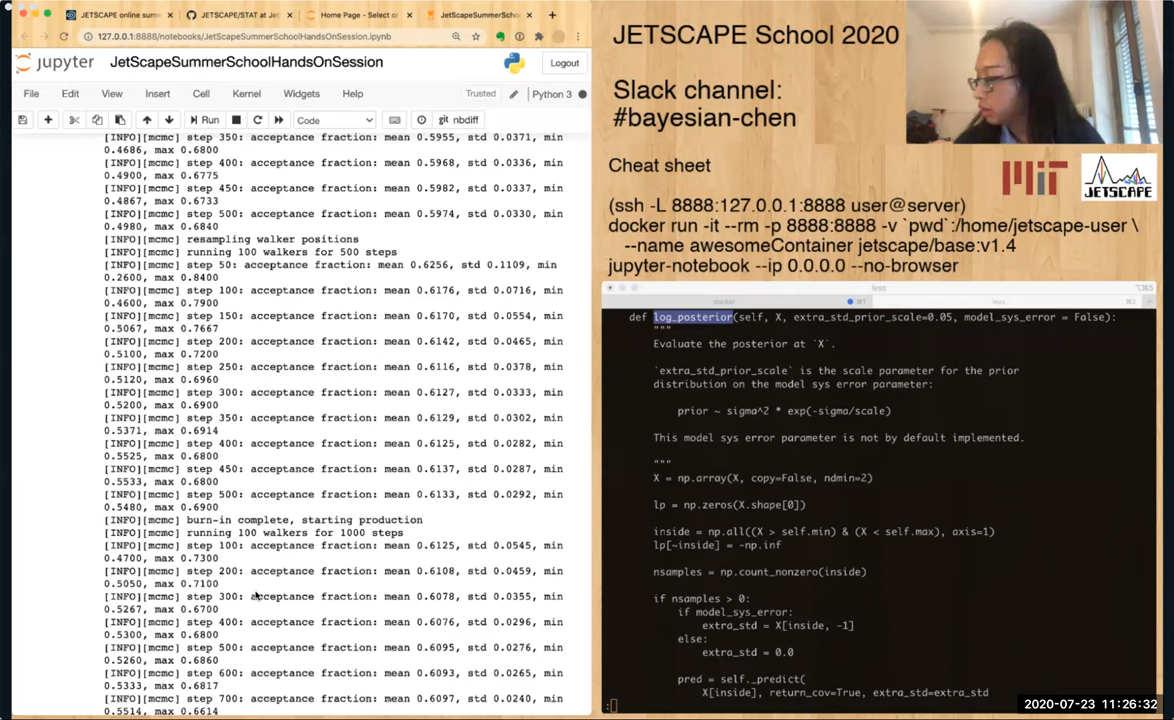 JETSCAPE online summ
JETSCAPE/STAT at Jet
Home Page - Select or
JetScapeSummerSchoo
127.0.0.1:8888/notebooks/JetScapeSummerSchoolHandsOnSession.ipynb
jupyter JetScapeSummerSchoolHandsOnSession
Logout
File Edit View Insert Cell Kernel Widgets Help
Trusted
Python 3
Run
Code
nbdiff
[INFO][mcmc] step 350: acceptance fraction: mean 0.5955, std 0.0371, min
0.4686, max 0.6800
[INFO][mcmc] step 400: acceptance fraction: mean 0.5968, std 0.0336, min
0.4900, max 0.6775
[INFO][mcmc] step 450: acceptance fraction: mean 0.5982, std 0.0337, min
0.4867, max 0.6733
[INFO][mcmc] step 500: acceptance fraction: mean 0.5974, std 0.0330, min
0.4980, max 0.6840
[INFO][mcmc] resampling walker positions
[INFO][mcmc] running 100 walkers for 500 steps
[INFO][mcmc] step 50: acceptance fraction: mean 0.6256, std 0.1109, min
0.2600, max 0.8400
[INFO][mcmc] step 100: acceptance fraction: mean 0.6176, std 0.0716, min
0.4600, max 0.7900
[INFO][mcmc] step 150: acceptance fraction: mean 0.6170, std 0.0554, min
0.5067, max 0.7667
[INFO][mcmc] step 200: acceptance fraction: mean 0.6142, std 0.0465, min
0.5100, max 0.7200
[INFO][mcmc] step 250: acceptance fraction: mean 0.6116, std 0.0378, min
0.5120, max 0.6960
[INFO][mcmc] step 300: acceptance fraction: mean 0.6127, std 0.0333, min
0.5200, max 0.6900
[INFO][mcmc] step 350: acceptance fraction: mean 0.6129, std 0.0302, min
0.5371, max 0.6914
[INFO][mcmc] step 400: acceptance fraction: mean 0.6125, std 0.0282, min
0.5525, max 0.6800
[INFO][mcmc] step 450: acceptance fraction: mean 0.6137, std 0.0287, min
0.5533, max 0.6800
[INFO][mcmc] step 500: acceptance fraction: mean 0.6133, std 0.0292, min
0.5480, max 0.6900
[INFO][mcmc] burn-in complete, starting production
[INFO][mcmc] running 100 walkers for 1000 steps
[INFO][mcmc] step 100: acceptance fraction: mean 0.6125, std 0.0545, min
0.4700, max 0.7300
[INFO][mcmc] step 200: acceptance fraction: mean 0.6108, std 0.0459, min
0.5050, max 0.7100
[INFO][mcmc] step 300: acceptance fraction: mean 0.6078, std 0.0355, min
0.5267, max 0.6700
[INFO][mcmc] step 400: acceptance fraction: mean 0.6076, std 0.0296, min
0.5300, max 0.6800
[INFO][mcmc] step 500: acceptance fraction: mean 0.6095, std 0.0276, min
0.5260, max 0.6860
[INFO][mcmc] step 600: acceptance fraction: mean 0.6093, std 0.0265, min
0.5333, max 0.6817
[INFO][mcmc] step 700: acceptance fraction: mean 0.6097, std 0.0240, min
0.5514, max 0.6614
JETSCAPE School 2020
Slack channel:
#bayesian-chen
Cheat sheet
MIT
JETSCAPE
(ssh -L 8888:127.0.0.1:8888 user@server)
docker run -it --rm -p 8888:8888 -v `pwd`:/home/jetscape-user \
--name awesomeContainer jetscape/base:v1.4
jupyter-notebook --ip 0.0.0.0 --no-browser
less
docker
less
def log_posterior(self, X, extra_std_prior_scale=0.05, model_sys_error = False):
"""
Evaluate the posterior at `X`.
`extra_std_prior_scale` is the scale parameter for the prior
distribution on the model sys error parameter:
prior ~ sigma^2 * exp(-sigma/scale)
This model sys error parameter is not by default implemented.
"""
X = np.array(X, copy=False, ndmin=2)
lp = np.zeros(X.shape[0])
inside = np.all((X > self.min) & (X < self.max), axis=1)
lp[~inside] = -np.inf
nsamples = np.count_nonzero(inside)
if nsamples > 0:
if model_sys_error:
extra_std = X[inside, -1]
else:
extra_std = 0.0
pred = self._predict(
X[inside], return_cov=True, extra_std=extra_std
:
2020-07-23 11:26:32